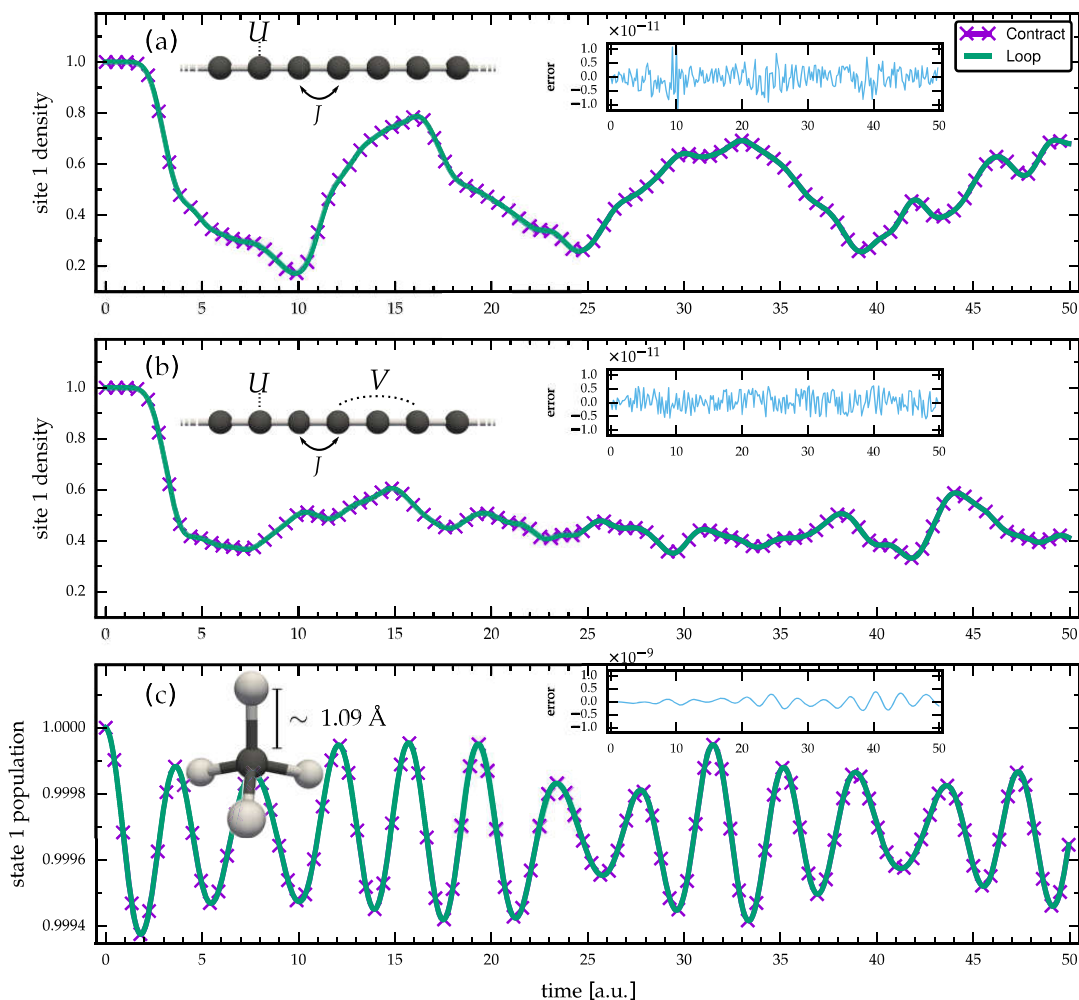 (a)
U
J
×10⁻¹¹
error
1.0
0.5
0.0
−0.5
−1.0
0 10 20 30 40 50
Contract
Loop
site 1 density
1.0
0.8
0.6
0.4
0.2
0 5 10 15 20 25 30 35 40 45 50
(b)
U
V
J
×10⁻¹¹
error
1.0
0.5
0.0
−0.5
−1.0
0 10 20 30 40 50
site 1 density
1.0
0.8
0.6
0.4
0.2
0 5 10 15 20 25 30 35 40 45 50
(c)
∼ 1.09 Å
×10⁻⁹
error
1.0
0.5
0.0
−0.5
−1.0
0 10 20 30 40 50
state 1 population
1.0000
0.9998
0.9996
0.9994
0 5 10 15 20 25 30 35 40 45 50
time [a.u.]